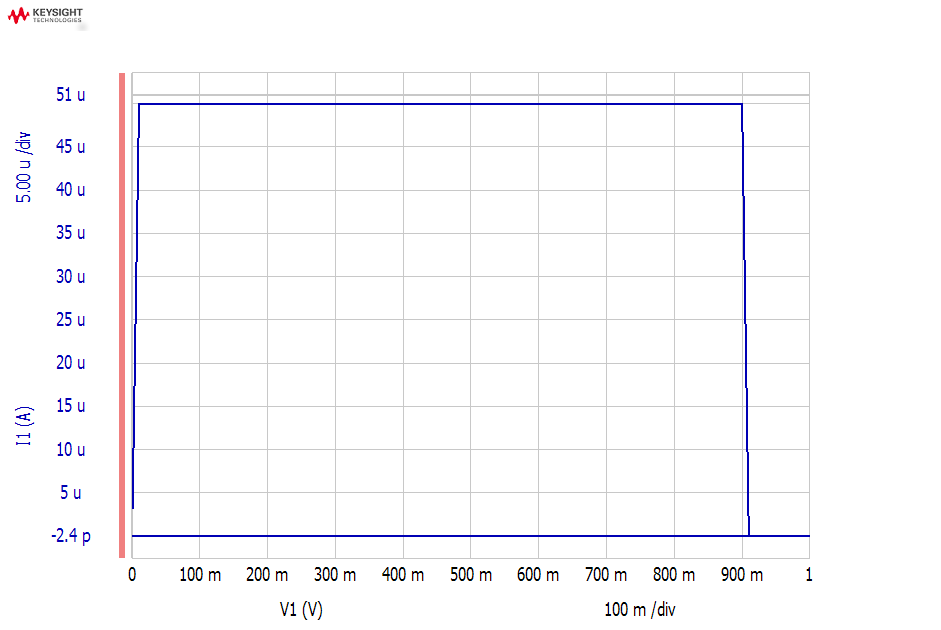 KEYSIGHT
TECHNOLOGIES
5.00 u /div
I1 (A)
51 u
45 u
40 u
35 u
30 u
25 u
20 u
15 u
10 u
5 u
-2.4 p
0 100 m 200 m 300 m 400 m 500 m 600 m 700 m 800 m 900 m 1
V1 (V) 100 m /div